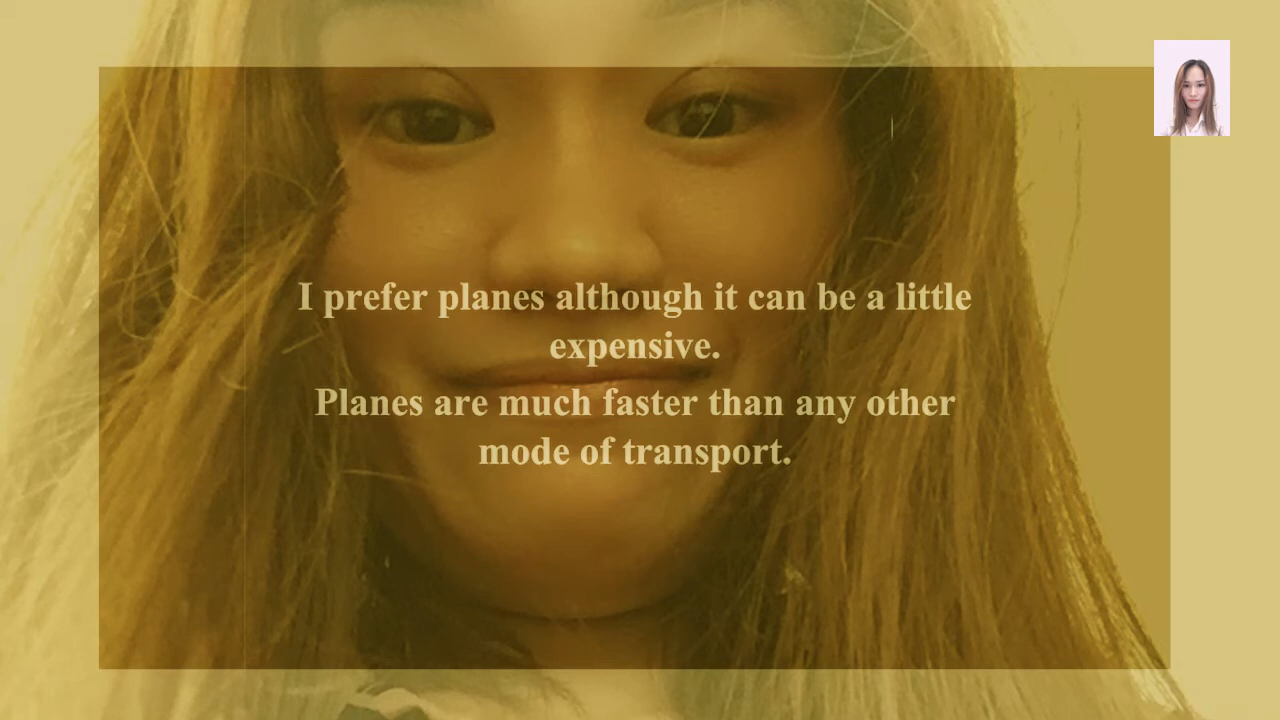 I prefer planes although it can be a little
expensive.
Planes are much faster than any other
mode of transport.